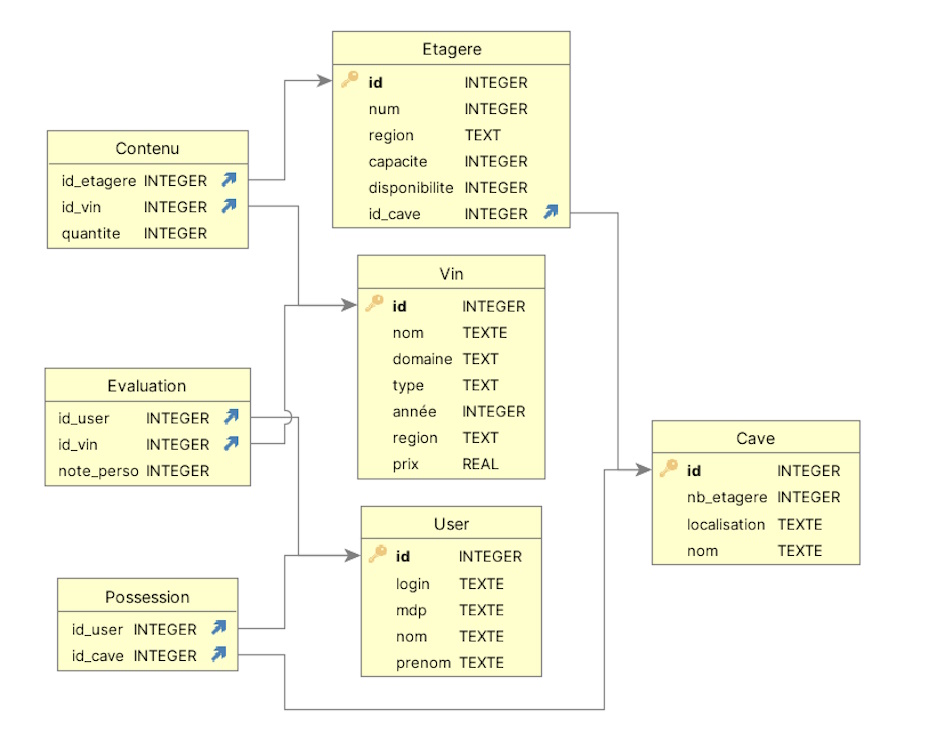 Etagere
id INTEGER
num INTEGER
region TEXT
capacite INTEGER
disponibilite INTEGER
id_cave INTEGER
Contenu
id_etagere INTEGER
id_vin INTEGER
quantite INTEGER
Vin
id INTEGER
nom TEXTE
domaine TEXT
type TEXT
année INTEGER
region TEXT
prix REAL
Evaluation
id_user INTEGER
id_vin INTEGER
note_perso INTEGER
Cave
id INTEGER
nb_etagere INTEGER
localisation TEXTE
nom TEXTE
User
id INTEGER
login TEXTE
mdp TEXTE
nom TEXTE
prenom TEXTE
Possession
id_user INTEGER
id_cave INTEGER